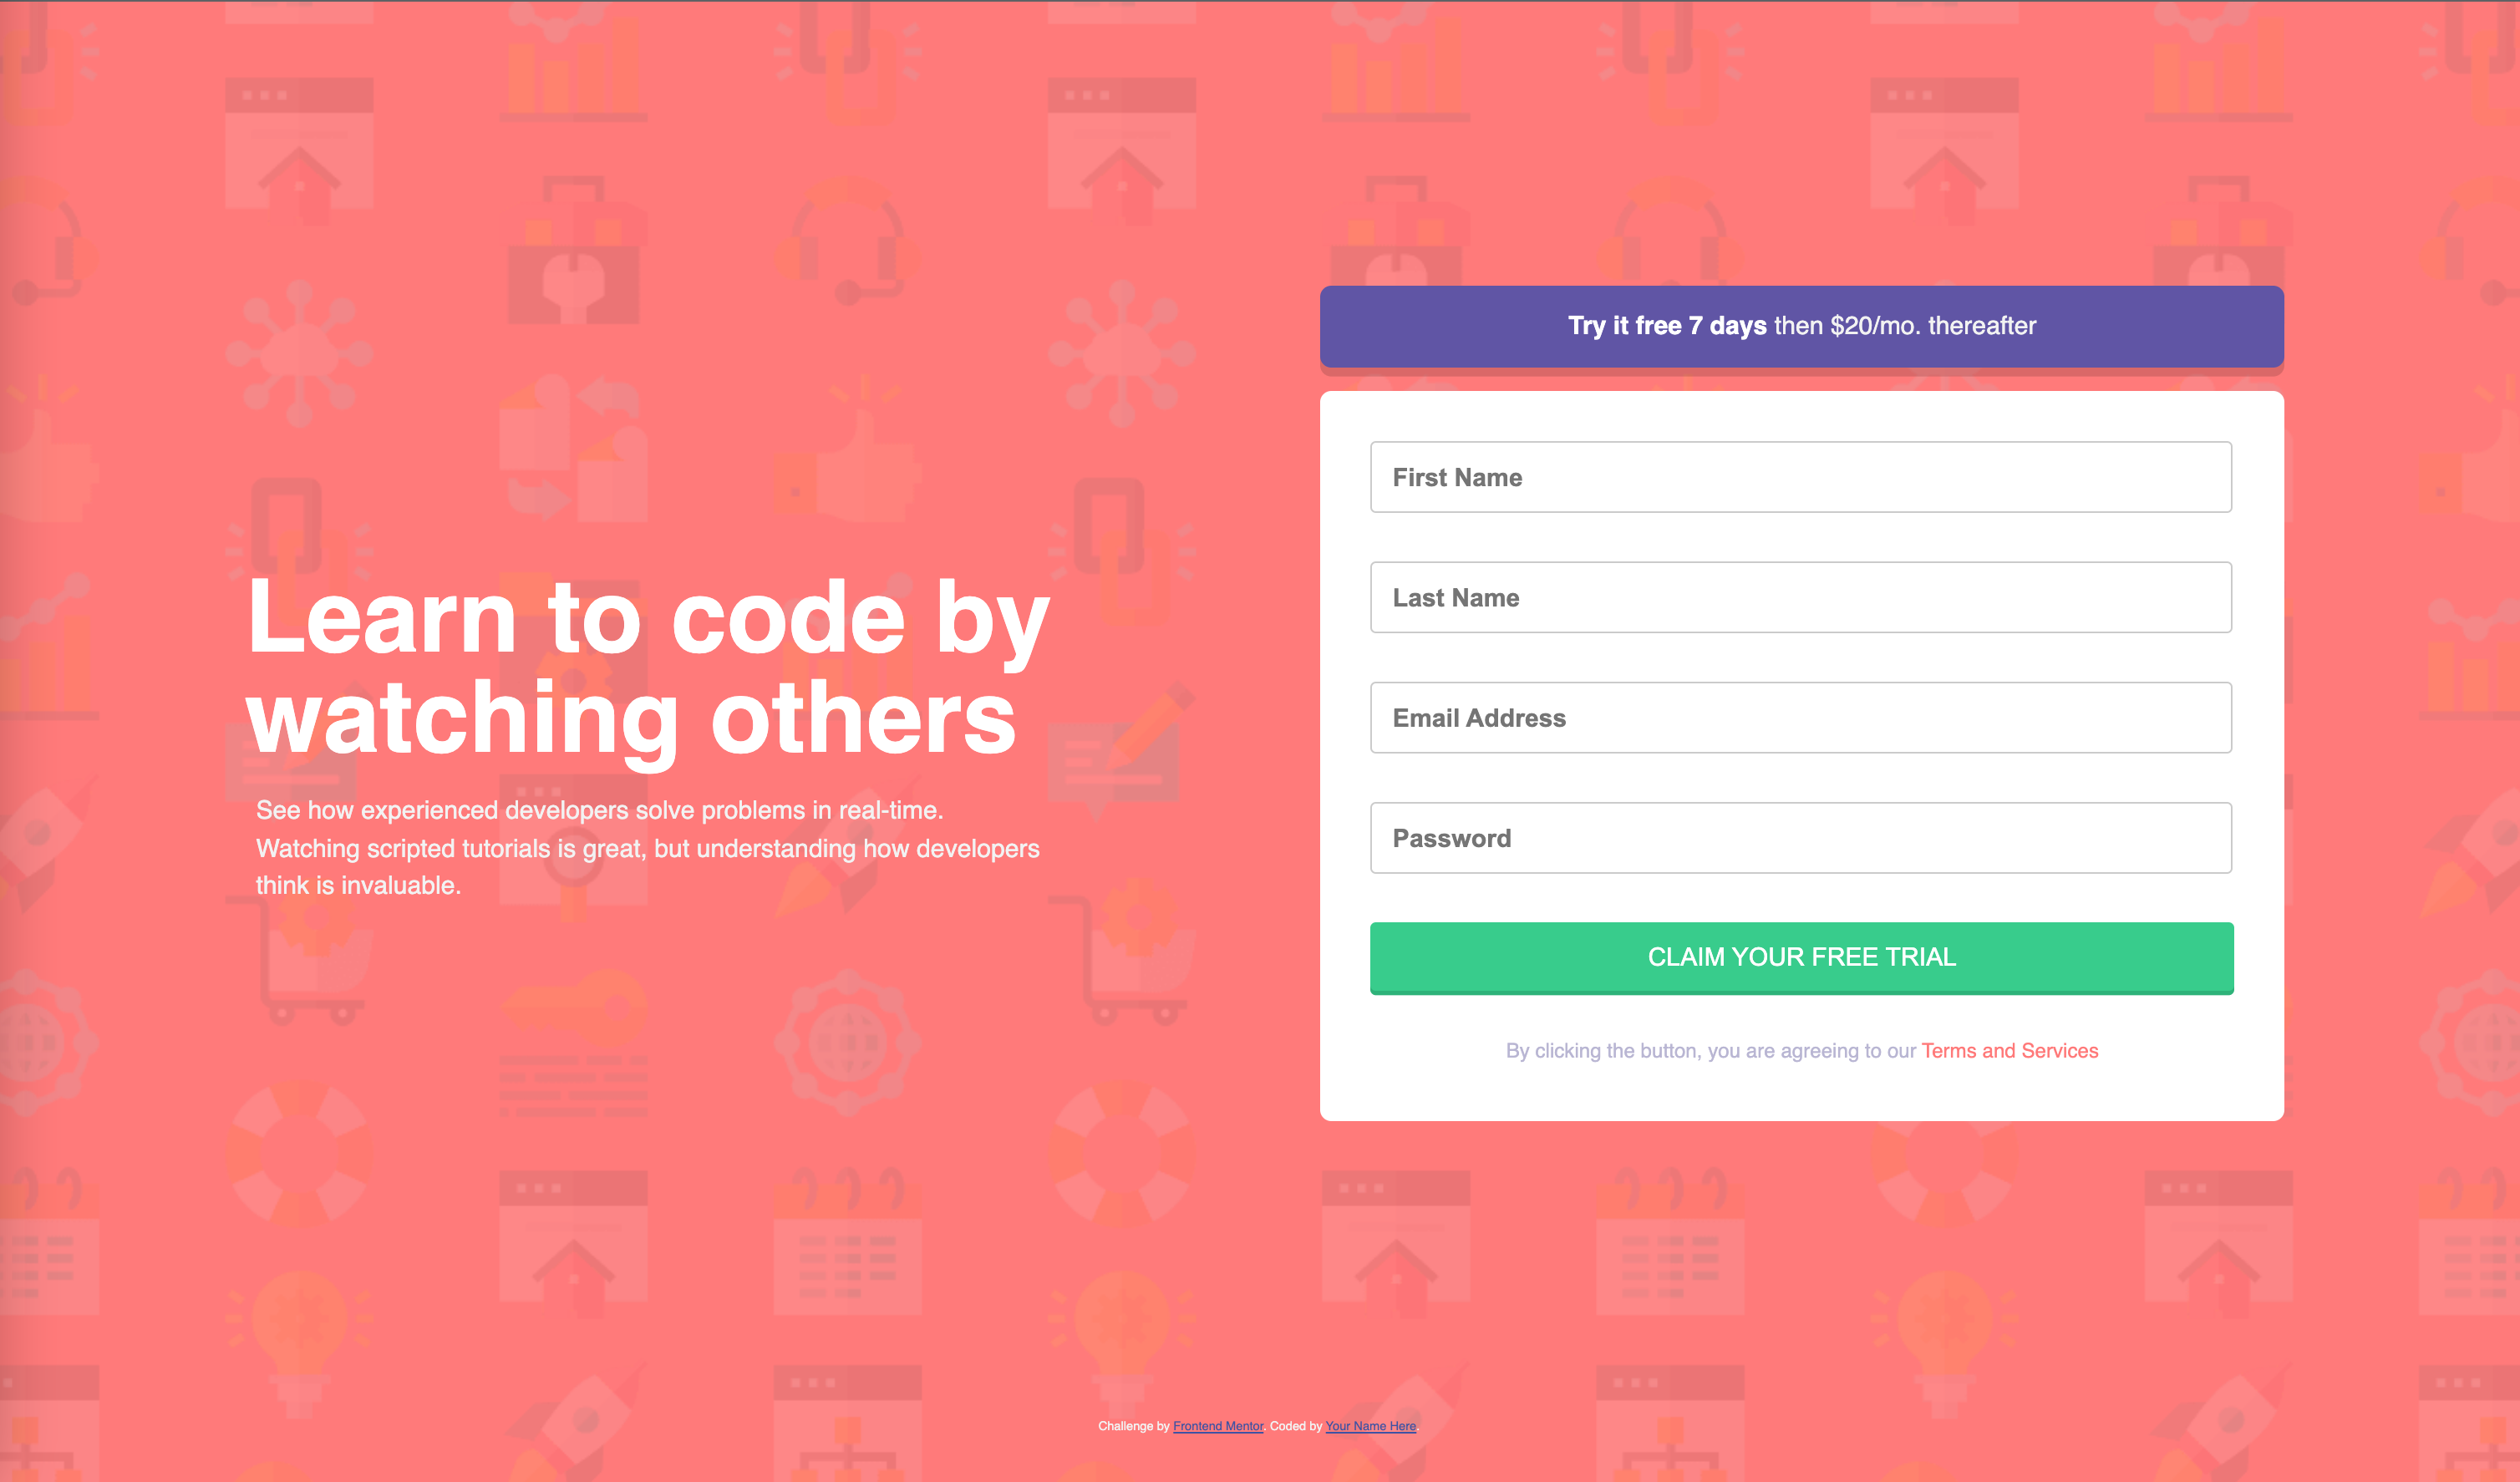 Learn to code by
watching others
See how experienced developers solve problems in real-time.
Watching scripted tutorials is great, but understanding how developers
think is invaluable.
Try it free 7 days then $20/mo. thereafter
First Name
Last Name
Email Address
Password
CLAIM YOUR FREE TRIAL
By clicking the button, you are agreeing to our Terms and Services
Challenge by Frontend Mentor. Coded by Your Name Here.